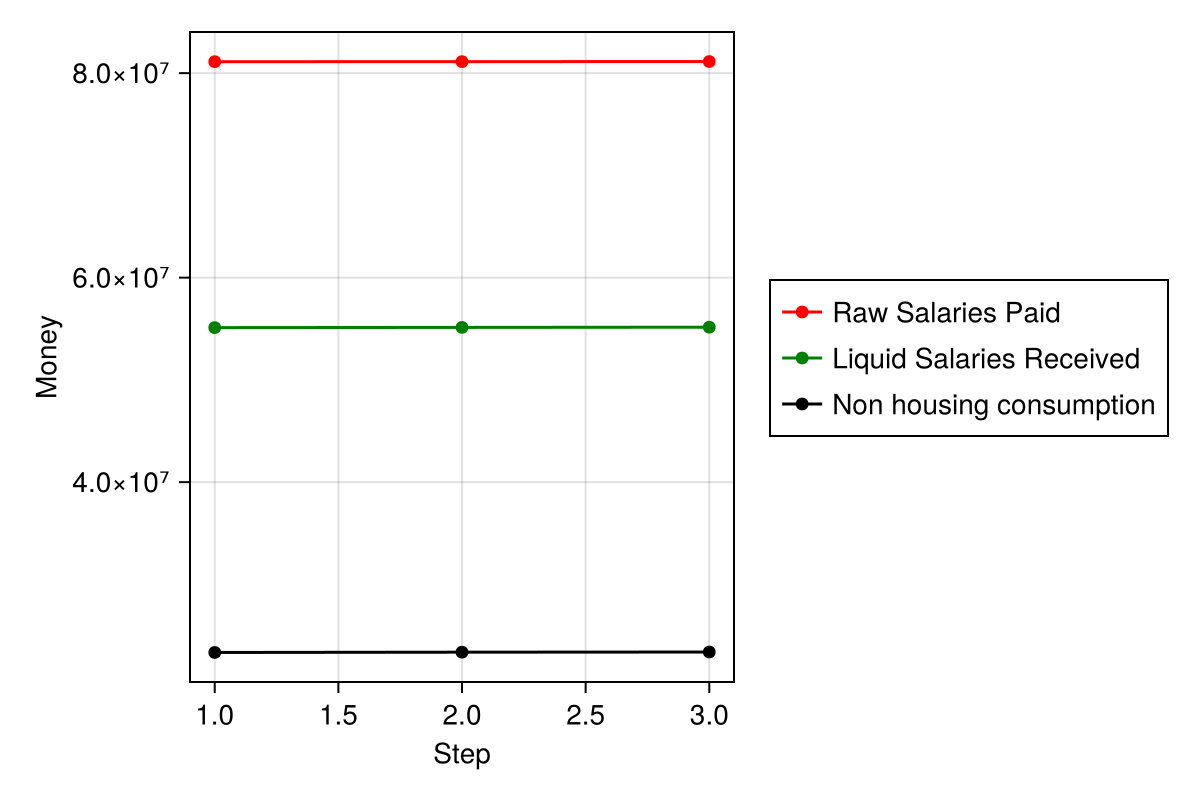 8.0×10⁷
6.0×10⁷
4.0×10⁷
Money
1.0 1.5 2.0 2.5 3.0
Step
Raw Salaries Paid
Liquid Salaries Received
Non housing consumption